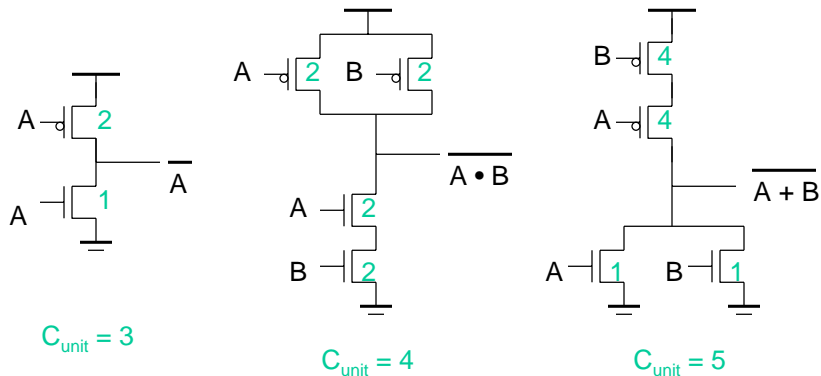 A 2
A̅
A 1
C_unit = 3
A 2 B 2
A • B
A 2
B 2
C_unit = 4
B 4
A 4
A + B
A 1 B 1
C_unit = 5